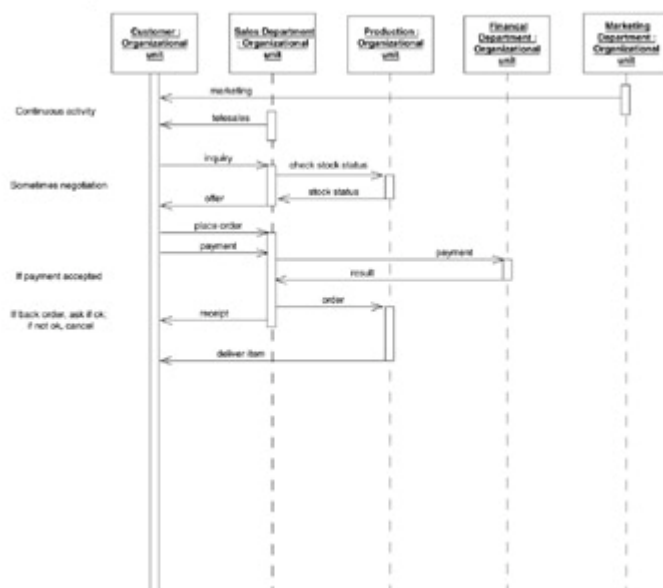 Customer :
Organizational
unit
Sales Department
: Organizational
unit
Production :
Organizational
unit
Financal
Department :
Organizational
unit
Marketing
Department :
Organizational
unit
marketing
Continuous activity
telesales
inquiry
check stock status
Sometimes negotiation
stock status
offer
place order
payment
payment
If payment accepted
result
order
If back order, ask if ok;
if not ok, cancel
receipt
deliver item